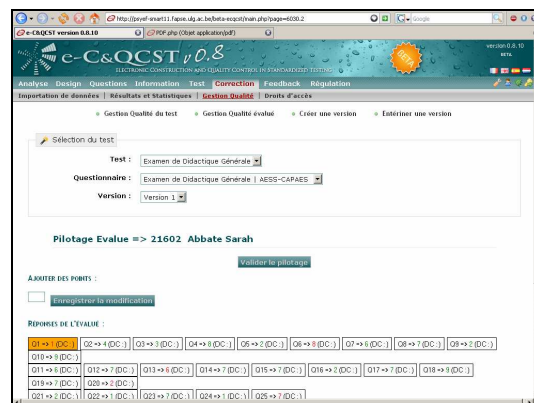 http://psyef-smart11.fapse.ulg.ac.be/beta-ecqcst/main.php?page=6030.2
Google
e-C&QCST version 0.8.10
PDF.php (Objet application/pdf)
e-C&QCST v0.8
ELECTRONIC CONSTRUCTION AND QUALITY CONTROL IN STANDARDIZED TESTING
BETA
version 0.8.10
BETA
Analyse Design Questions Information Test Correction Feedback Régulation
Importation de données | Résultats et Statistiques | Gestion Qualité | Droits d'accès
Gestion Qualité du test Gestion Qualité évalué Créer une version Entériner une version
Sélection du test
Test : Examen de Didactique Générale
Questionnaire : Examen de Didactique Générale | AESS-CAPAES
Version : Version 1
Pilotage Evalue => 21602 Abbate Sarah
Valider le pilotage
AJOUTER DES POINTS :
Enregistrer la modification
RÉPONSES DE L'ÉVALUE :
Q1 => 1 (DC :) Q2 => 4 (DC :) Q3 => 3 (DC :) Q4 => 8 (DC :) Q5 => 2 (DC :) Q6 => 8 (DC :) Q7 => 6 (DC :) Q8 => 7 (DC :) Q9 => 2 (DC :)
Q10 => 9 (DC :)
Q11 => 6 (DC :) Q12 => 7 (DC :) Q13 => 6 (DC :) Q14 => 7 (DC :) Q15 => 7 (DC :) Q16 => 2 (DC :) Q17 => 7 (DC :) Q18 => 9 (DC :)
Q19 => 7 (DC :) Q20 => 2 (DC :)
Q21 => 2 (DC :) Q22 => 1 (DC :) Q23 => 7 (DC :) Q24 => 1 (DC :) Q25 => 7 (DC :)